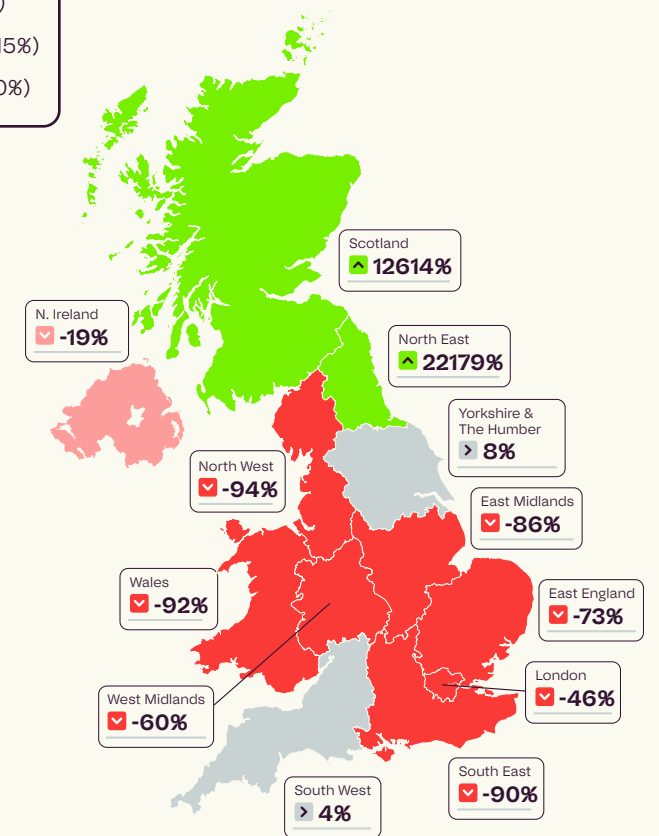 )
15%)
0%)
Scotland
12614%
N. Ireland
-19%
North East
22179%
Yorkshire &
The Humber
8%
North West
-94%
East Midlands
-86%
Wales
-92%
East England
-73%
London
-46%
West Midlands
-60%
South East
-90%
South West
4%